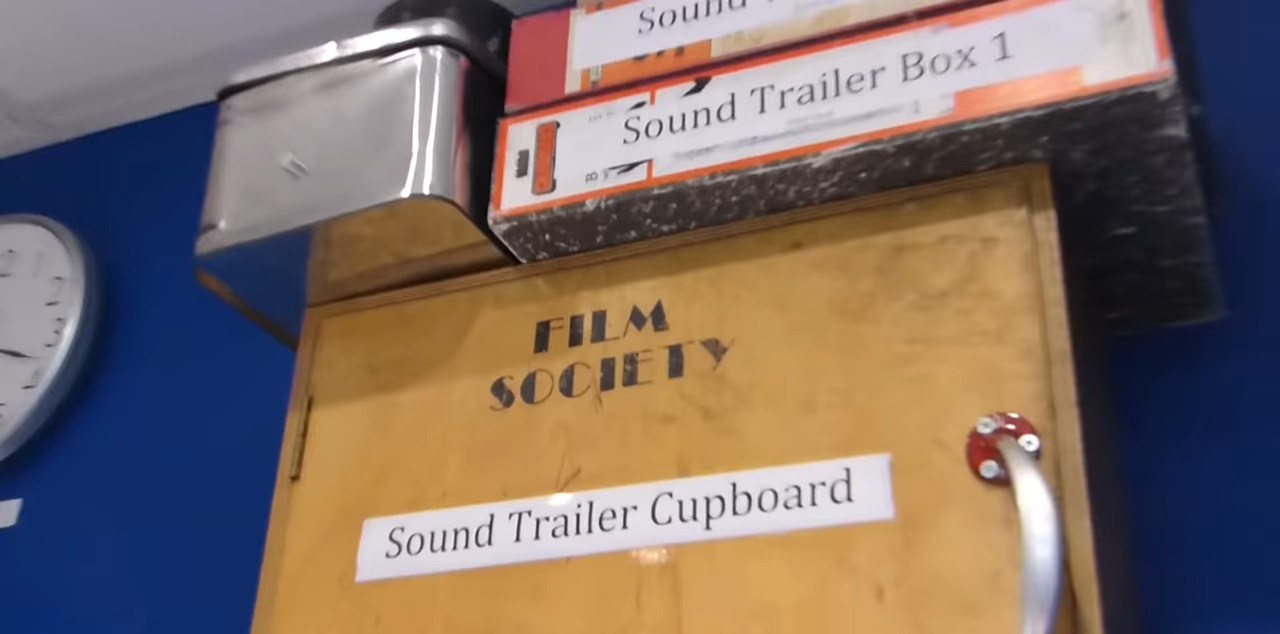 Sound
Sound Trailer Box 1
FILM
SOCIETY
Sound Trailer Cupboard